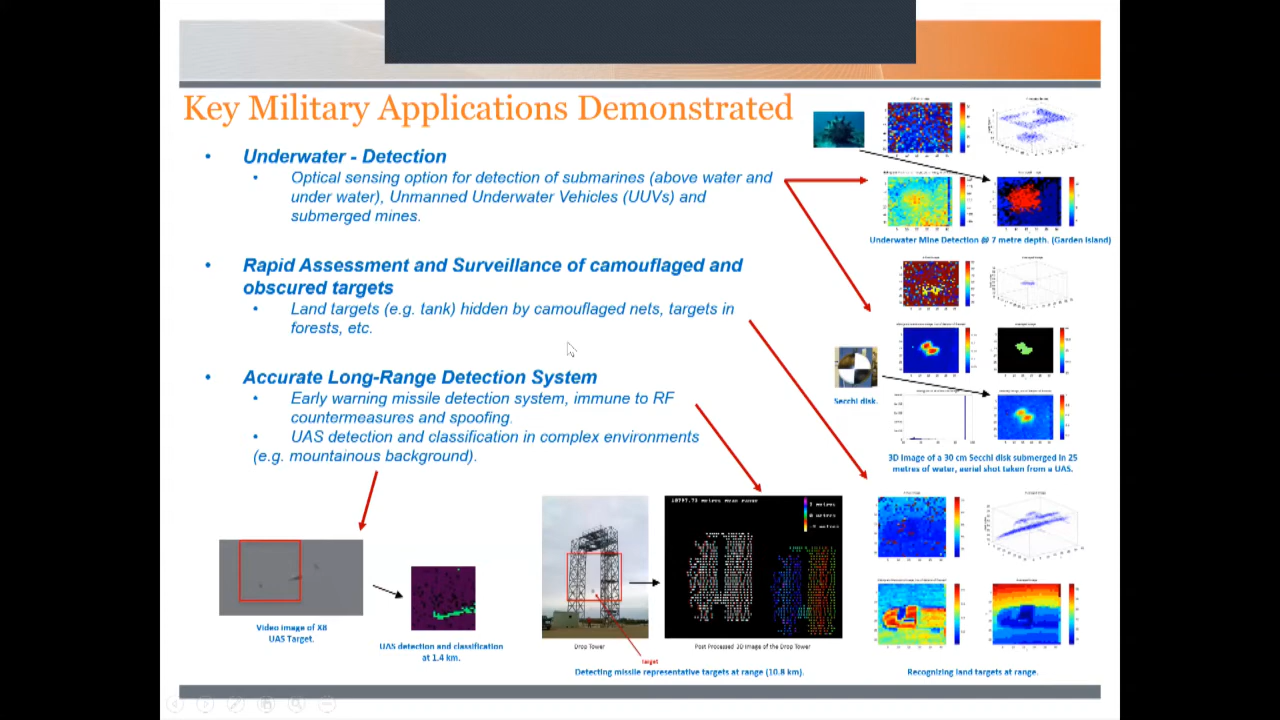 Key Military Applications Demonstrated
• Underwater - Detection
• Optical sensing option for detection of submarines (above water and
under water), Unmanned Underwater Vehicles (UUVs) and
submerged mines.
• Rapid Assessment and Surveillance of camouflaged and
obscured targets
• Land targets (e.g. tank) hidden by camouflaged nets, targets in
forests, etc.
• Accurate Long-Range Detection System
• Early warning missile detection system, immune to RF
countermeasures and spoofing.
• UAS detection and classification in complex environments
(e.g. mountainous background).
Underwater Mine Detection @ 7 metre depth. (Garden Island)
Secchi disk.
3D Image of a 30 cm Secchi disk submerged in 25
metres of water, aerial shot taken from a UAS.
Video image of X8
UAS Target.
UAS detection and classification
at 1.4 km.
Drop Tower
Target
Post Processed 3D Image of the Drop Tower
Detecting missile representative targets at range (10.8 km).
Recognizing land targets at range.